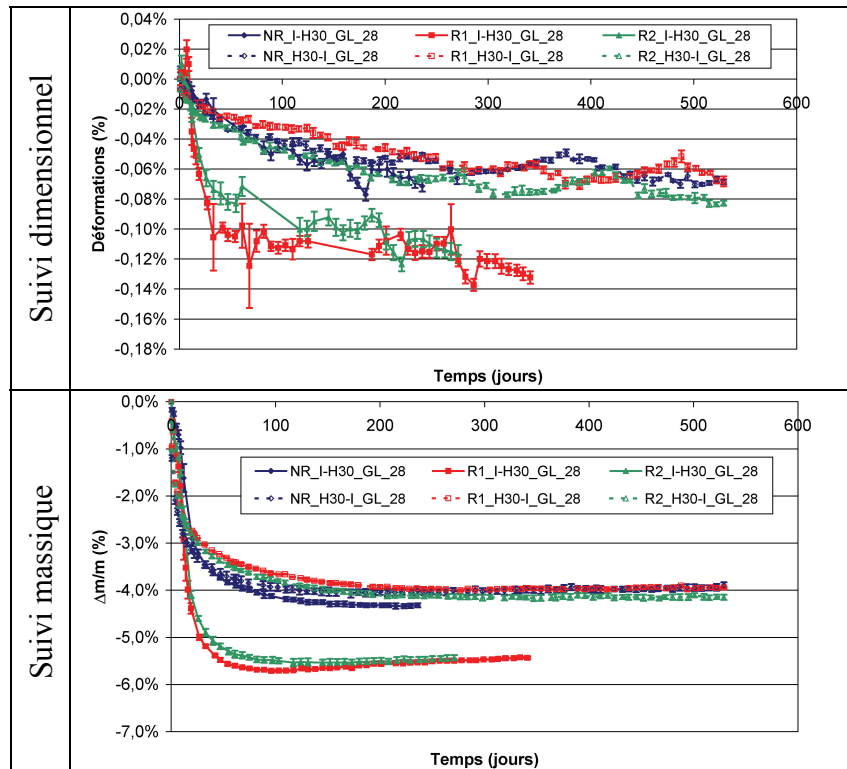 Suivi dimensionnel
0,04%
0,02%
0,00%
-0,02%
-0,04%
-0,06%
-0,08%
-0,10%
-0,12%
-0,14%
-0,16%
-0,18%
Déformations (%)
NR_I-H30_GL_28 R1_I-H30_GL_28 R2_I-H30_GL_28
NR_H30-I_GL_28 R1_H30-I_GL_28 R2_H30-I_GL_28
0 100 200 300 400 500 600
Temps (jours)
Suivi massique
0,0%
-1,0%
-2,0%
-3,0%
-4,0%
-5,0%
-6,0%
-7,0%
Δm/m (%)
0 100 200 300 400 500 600
NR_I-H30_GL_28 R1_I-H30_GL_28 R2_I-H30_GL_28
NR_H30-I_GL_28 R1_H30-I_GL_28 R2_H30-I_GL_28
Temps (jours)